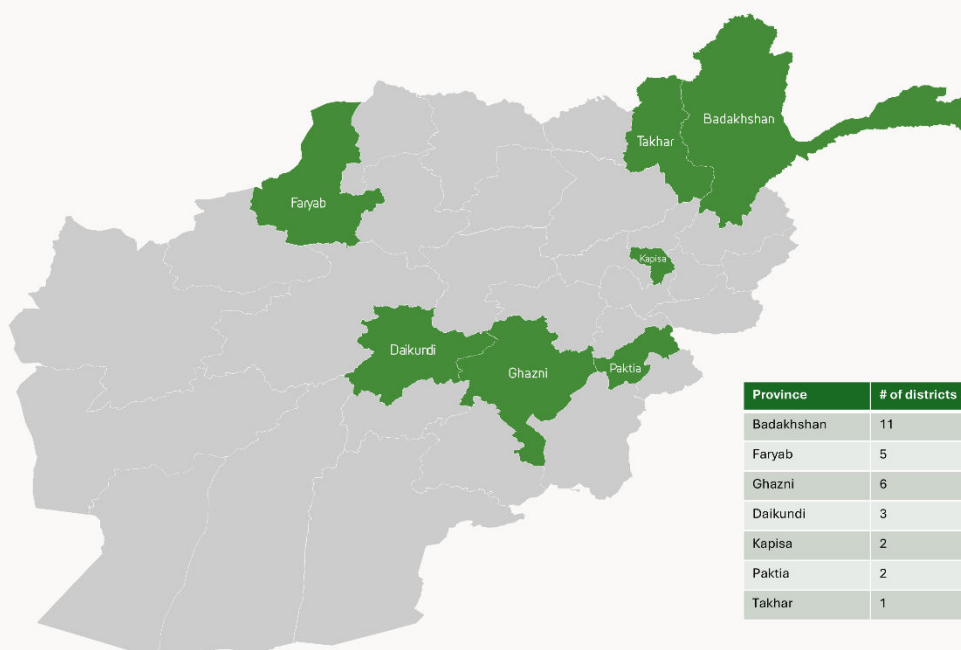 Badakhshan
Takhar
Faryab
Kapisa
Daikundi
Ghazni
Paktia
Province # of districts
Badakhshan 11
Faryab 5
Ghazni 6
Daikundi 3
Kapisa 2
Paktia 2
Takhar 1